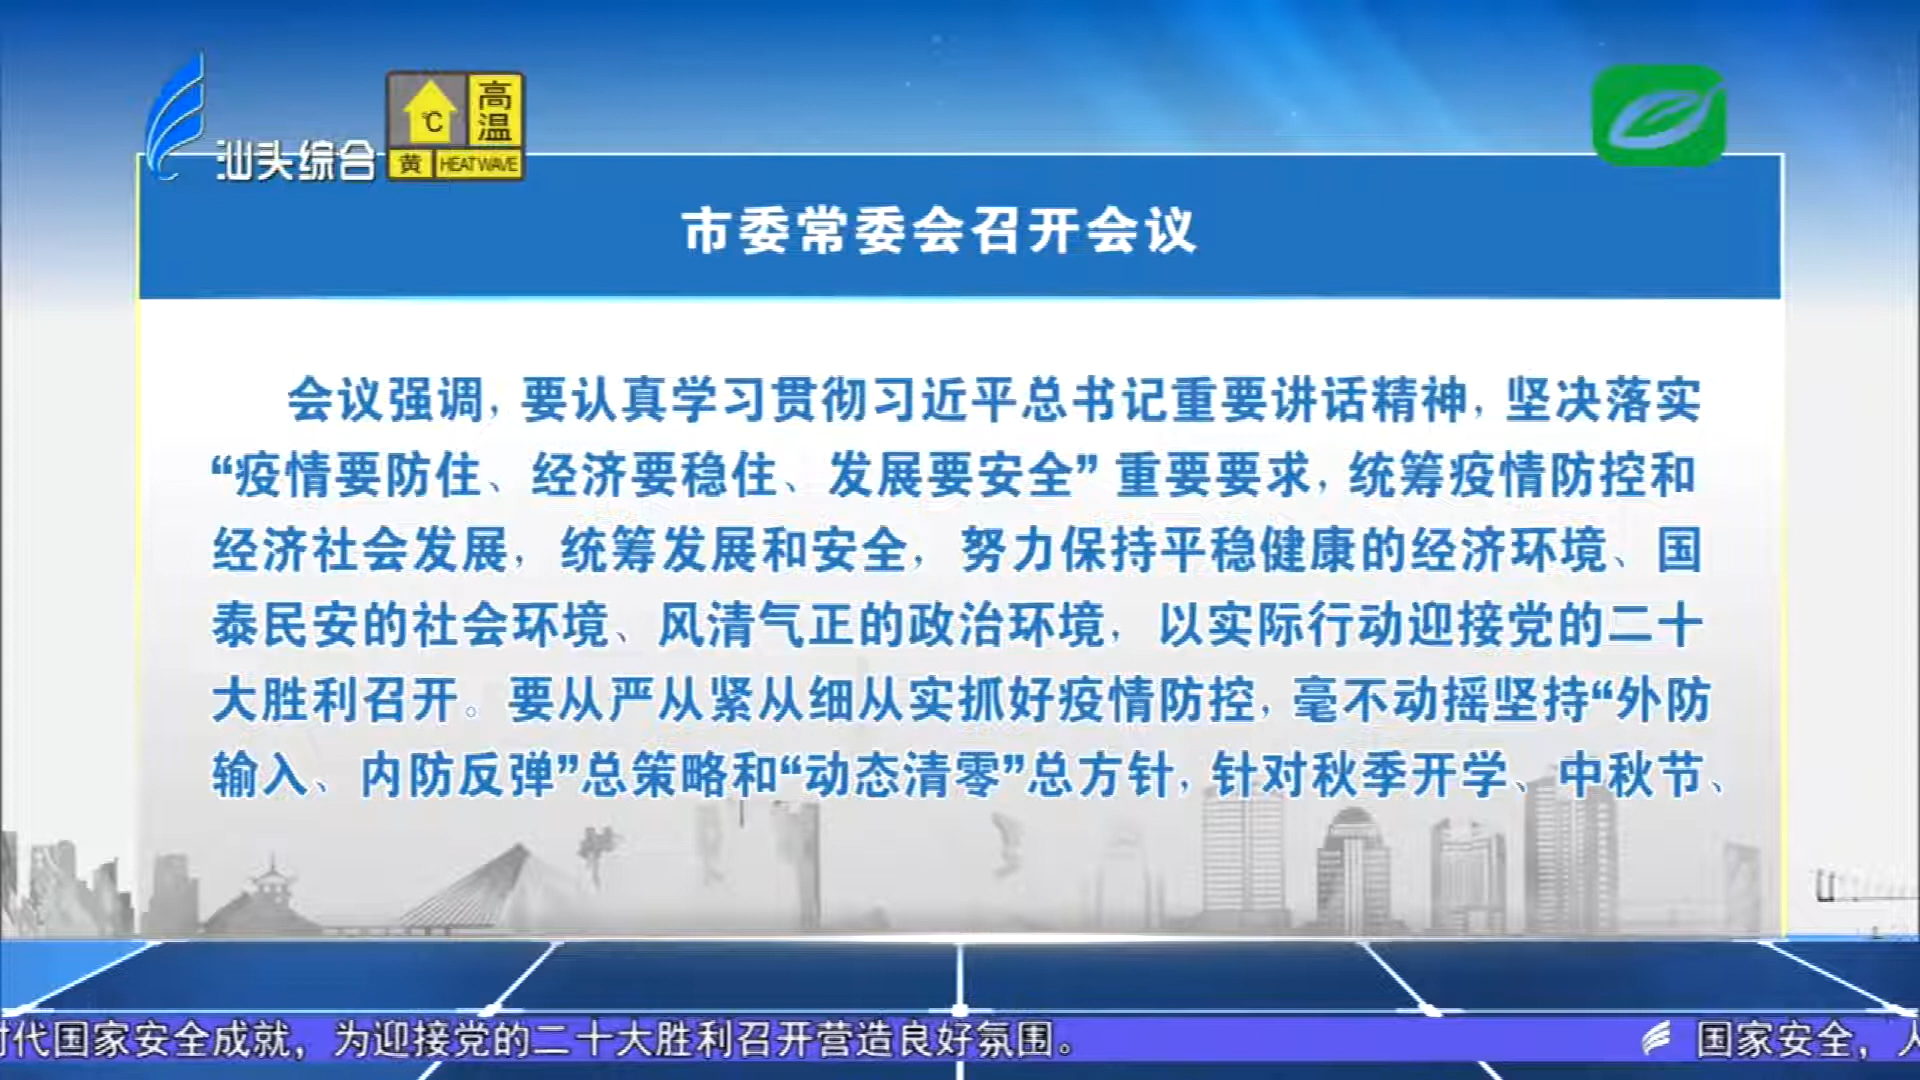 汕头综合
℃
高温
黄
HEAT WAVE
市委常委会召开会议
会议强调，要认真学习贯彻习近平总书记重要讲话精神，坚决落实
“疫情要防住、经济要稳住、发展要安全”重要要求，统筹疫情防控和
经济社会发展，统筹发展和安全，努力保持平稳健康的经济环境、国
泰民安的社会环境、风清气正的政治环境，以实际行动迎接党的二十
大胜利召开。要从严从紧从细从实抓好疫情防控，毫不动摇坚持“外防
输入、内防反弹”总策略和“动态清零”总方针，针对秋季开学、中秋节、
时代国家安全成就，为迎接党的二十大胜利召开营造良好氛围。
国家安全，人